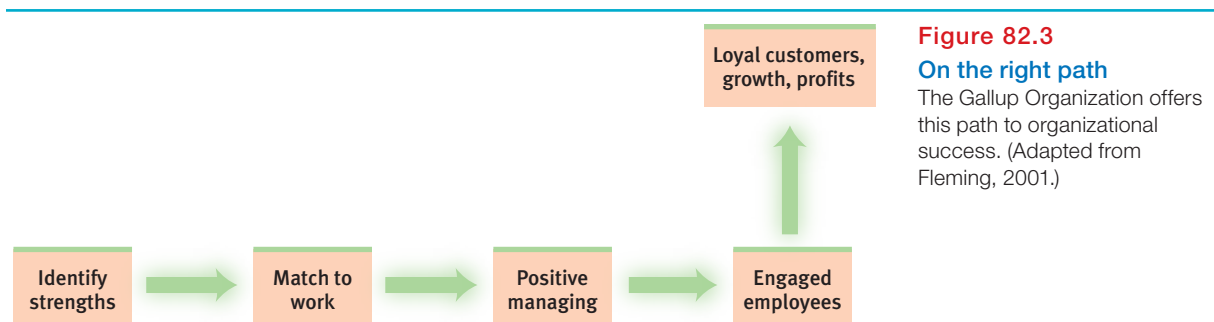 Loyal customers,
growth, profits
Figure 82.3
On the right path
The Gallup Organization offers
this path to organizational
success. (Adapted from
Fleming, 2001.)
Identify
strengths
Match to
work
Positive
managing
Engaged
employees